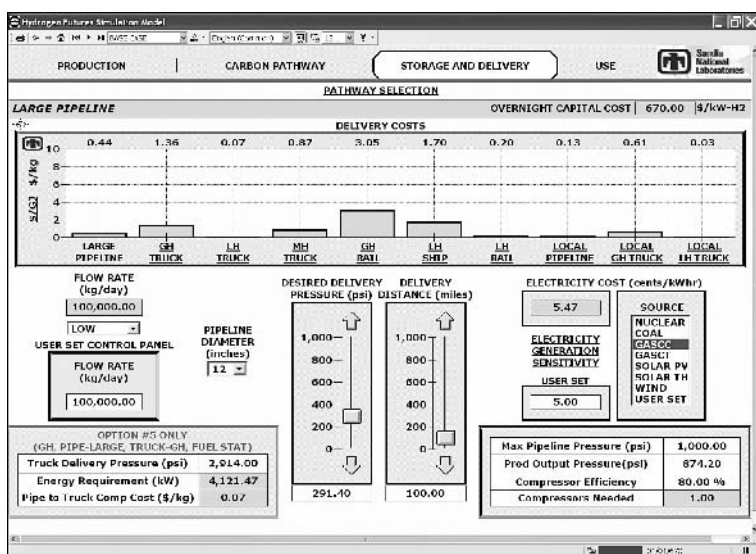 Hydrogen Futures Simulation Model
BASE CASE
PRODUCTION | CARBON PATHWAY STORAGE AND DELIVERY USE
Sandia National Laboratories
PATHWAY SELECTION
LARGE PIPELINE OVERNIGHT CAPITAL COST 670.00 $/kW-H2
DELIVERY COSTS
0.44 1.36 0.07 0.87 3.05 1.70 0.20 0.13 0.61 0.03
$/GJ $/kg
10
8
6
4
2
0
LARGE PIPELINE
GH TRUCK
LH TRUCK
MH TRUCK
GH RAIL
LH SHIP
LH RAIL
LOCAL PIPELINE
LOCAL GH TRUCK
LOCAL LH TRUCK
FLOW RATE
(kg/day)
100,000.00
LOW
USER SET CONTROL PANEL
FLOW RATE
(kg/day)
100,000.00
PIPELINE
DIAMETER
(inches)
12
DESIRED DELIVERY
PRESSURE (psi)
1,000
800
600
400
200
0
291.40
DELIVERY
DISTANCE (miles)
1,000
800
600
400
200
0
100.00
ELECTRICITY COST (cents/kWhr)
5.47
ELECTRICITY
GENERATION
SENSITIVITY
USER SET
5.00
SOURCE
NUCLEAR
COAL
GASCC
GASCT
SOLAR PV
SOLAR TH
WIND
USER SET
OPTION #5 ONLY
(GH, PIPE-LARGE, TRUCK-GH, FUEL STAT)
Truck Delivery Pressure (psi) 2,914.00
Energy Requirement (kW) 4,121.47
Pipe to Truck Comp Cost ($/kg) 0.07
Max Pipeline Pressure (psi) 1,000.00
Prod Output Pressure(psi) 874.20
Compressor Efficiency 80.00 %
Compressors Needed 1.00